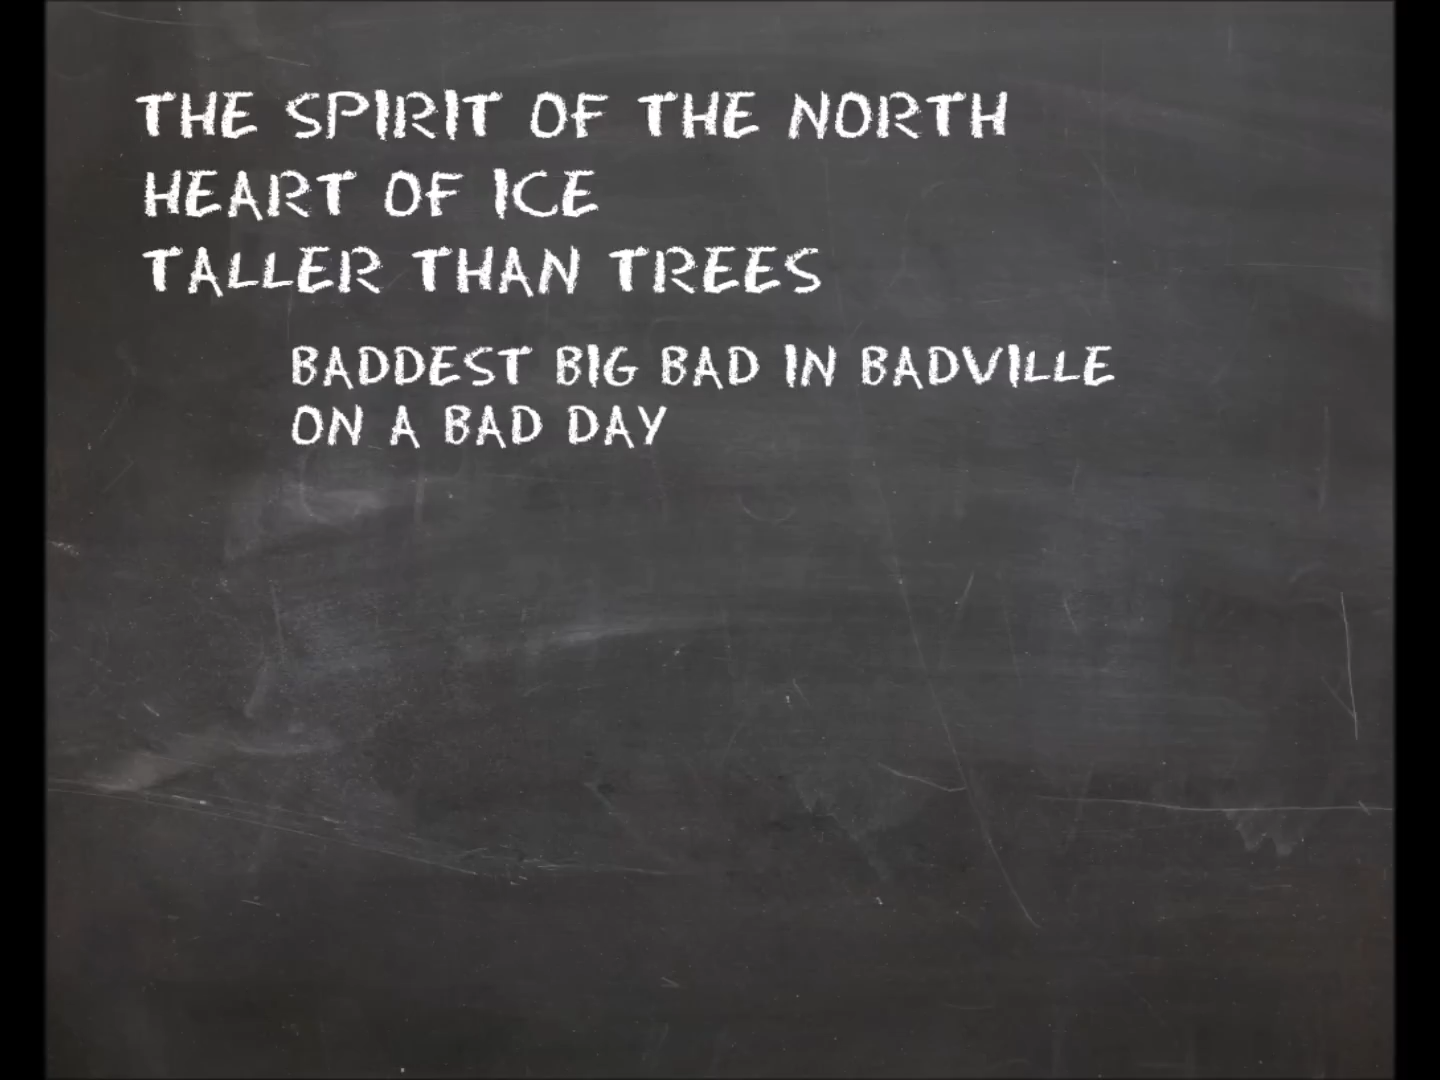 THE SPIRIT OF THE NORTH
HEART OF ICE
TALLER THAN TREES
BADDEST BIG BAD IN BADVILLE
ON A BAD DAY